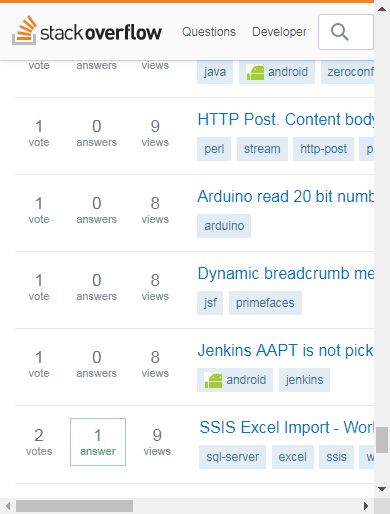 stackoverflow Questions Developer
vote answers views
java android zeroconf
1 0 9 HTTP Post. Content body
vote answers views
perl stream http-post p
1 0 8 Arduino read 20 bit numb
vote answers views
arduino
1 0 8 Dynamic breadcrumb me
vote answers views
jsf primefaces
1 0 8 Jenkins AAPT is not pick
vote answers views
android jenkins
2 1 9 SSIS Excel Import - Work
votes answer views
sql-server excel ssis w